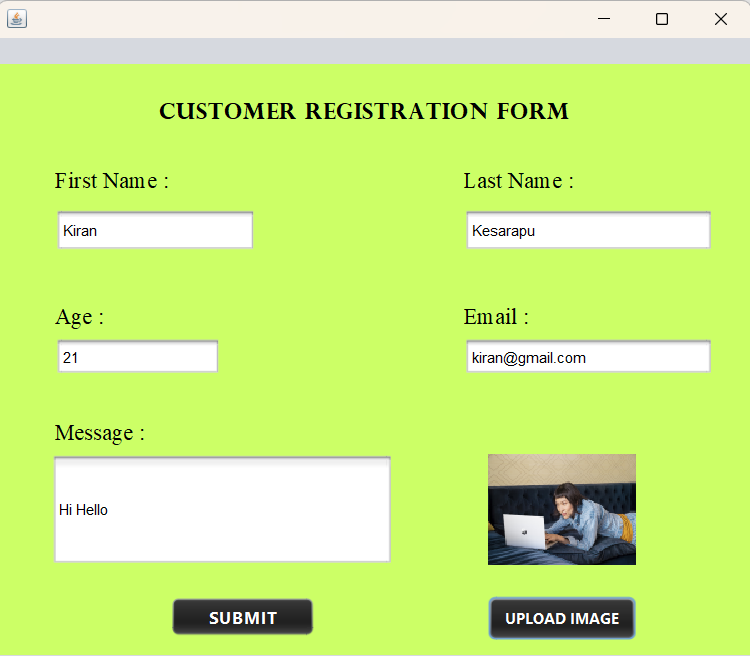 CUSTOMER REGISTRATION FORM
First Name :
Last Name :
Kiran
Kesarapu
Age :
Email :
21
kiran@gmail.com
Message :
Hi Hello
SUBMIT
UPLOAD IMAGE